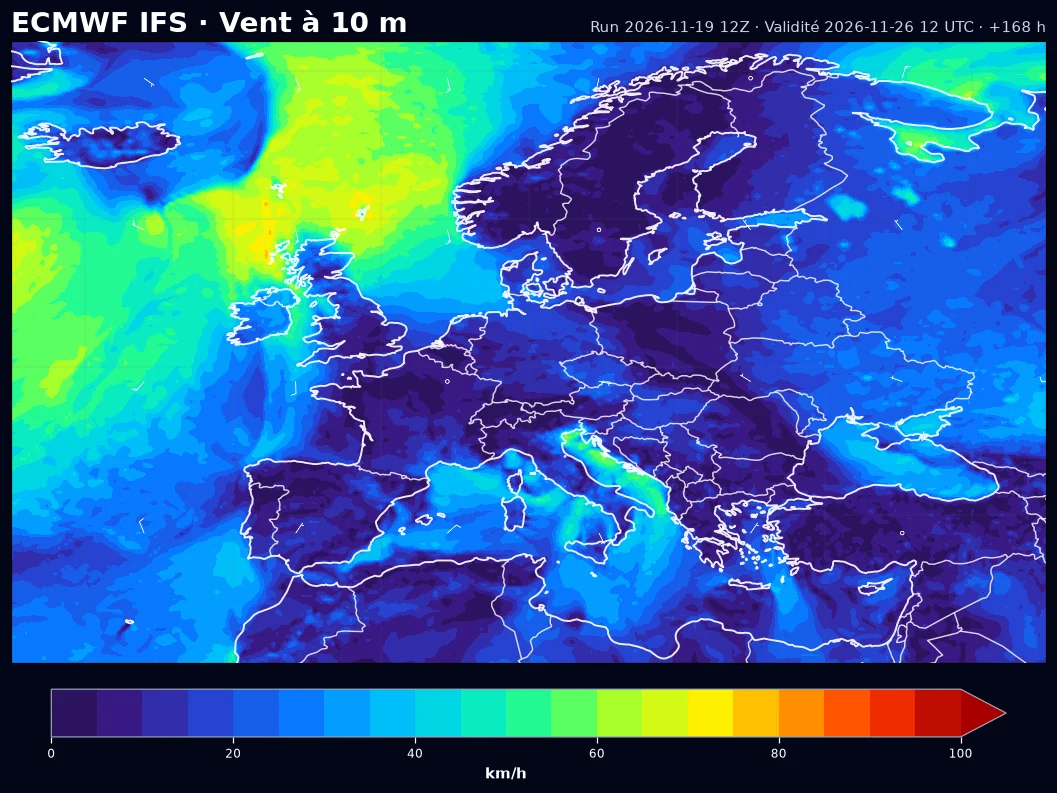 ECMWF IFS · Vent à 10 m
Run 2026-11-19 12Z · Validité 2026-11-26 12 UTC · +168 h
0 20 40 60 80 100
km/h